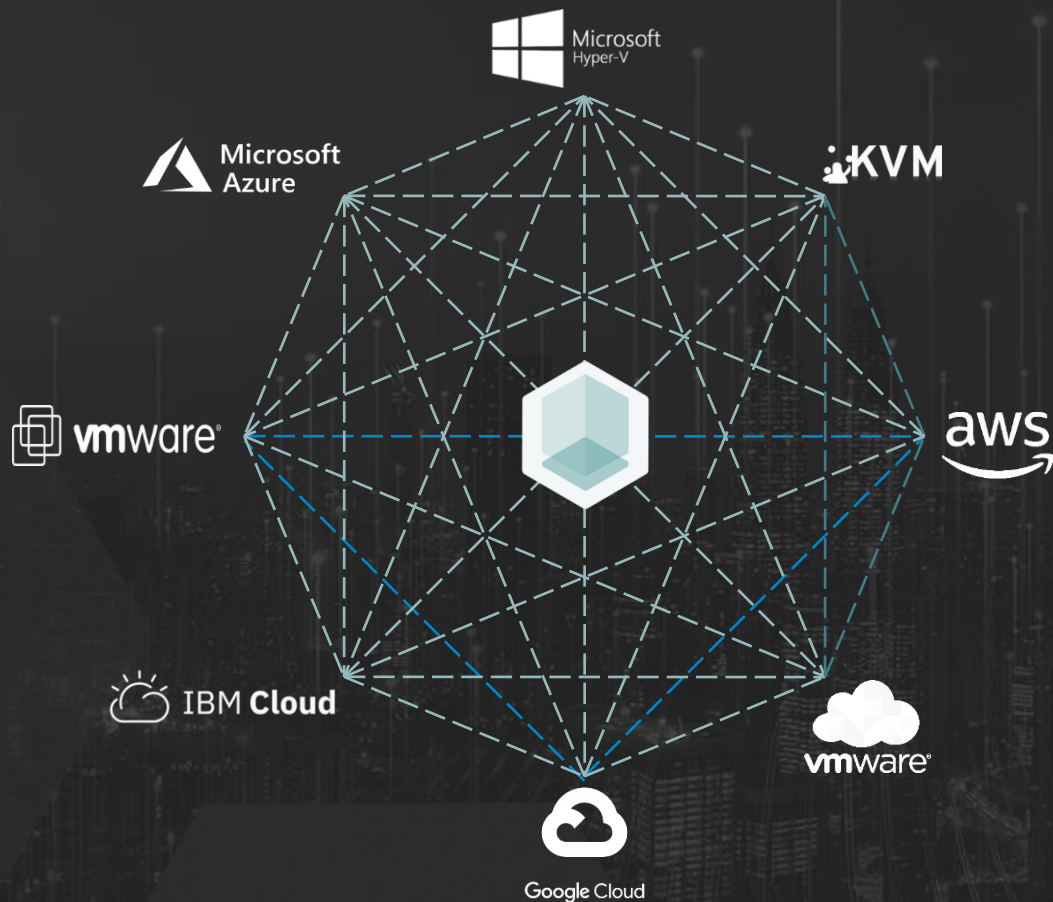 Microsoft
Hyper-V
Microsoft
Azure
KVM
vmware®
aws
IBM Cloud
vmware®
Google Cloud